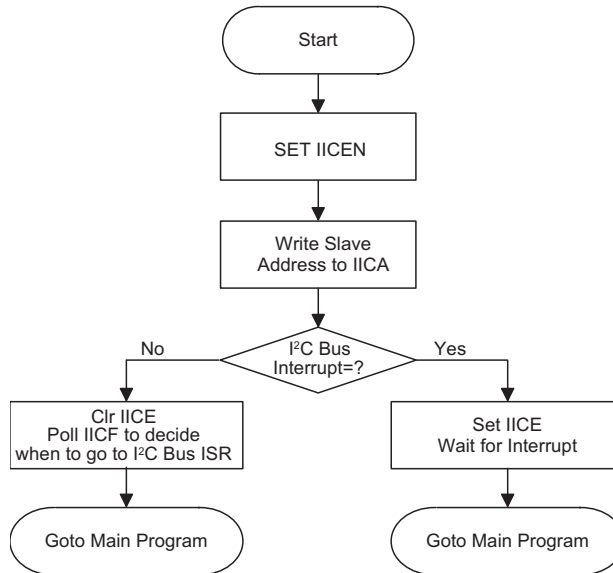 Start
SET IICEN
Write Slave
Address to IICA
I²C Bus
Interrupt=?
No
Yes
Clr IICE
Poll IICF to decide
when to go to I²C Bus ISR
Set IICE
Wait for Interrupt
Goto Main Program
Goto Main Program